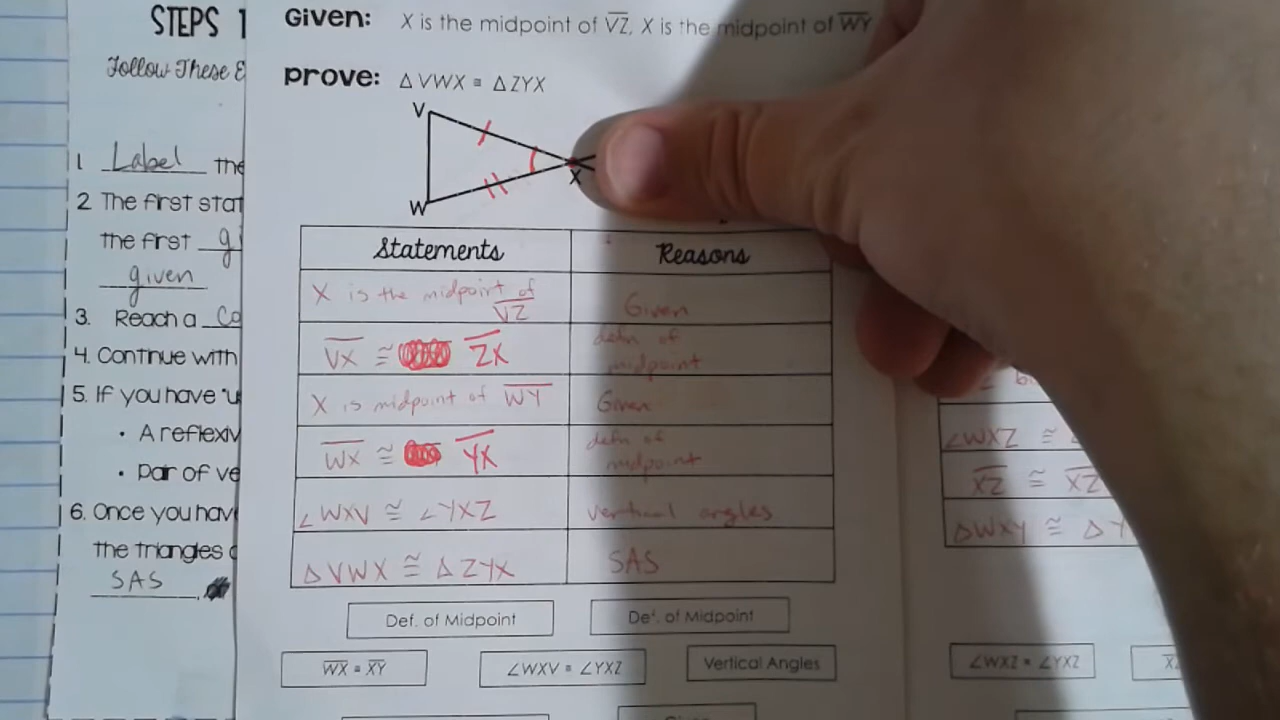 STEPS 1
Follow These E
1 Label the
2 The first stat
the first gi
given
3. Reach a Co
4. Continue with
5. If you have "u
• A reflexiv
• Pair of ve
6. Once you hav
the triangles
SAS
Given: X is the midpoint of VZ, X is the midpoint of WY
Prove: △VWX ≅ △ZYX
V
X
W
Statements Reasons
X is the midpoint of VZ Given
VX ≅ ZX defn of midpoint
X is midpoint of WY Given
WX ≅ YX defn of midpoint
∠WXV ≅ ∠YXZ vertical angles
△VWX ≅ △ZYX SAS
Def. of Midpoint Def. of Midpoint
WX ≅ XY ∠WXV ≅ ∠YXZ Vertical Angles
∠WXZ ≅
XZ ≅ XZ
△WXY ≅ △Y
∠WXZ ≅ ∠YXZ